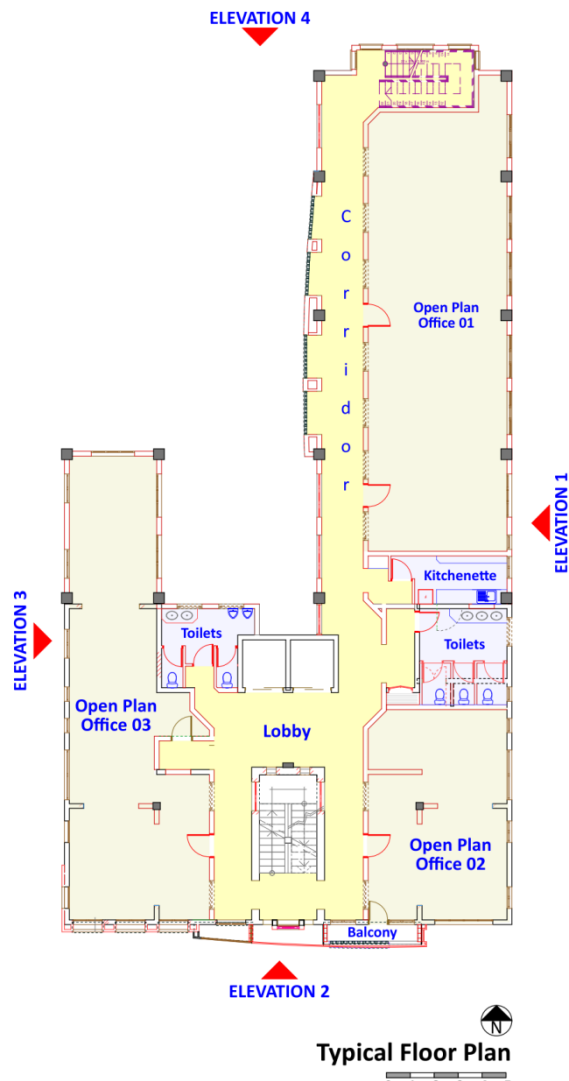 ELEVATION 4
C
o
r
r
i
d
o
r
Open Plan
Office 01
ELEVATION 1
Kitchenette
ELEVATION 3
Toilets
Toilets
Open Plan
Office 03
Lobby
Open Plan
Office 02
Balcony
ELEVATION 2
N
Typical Floor Plan